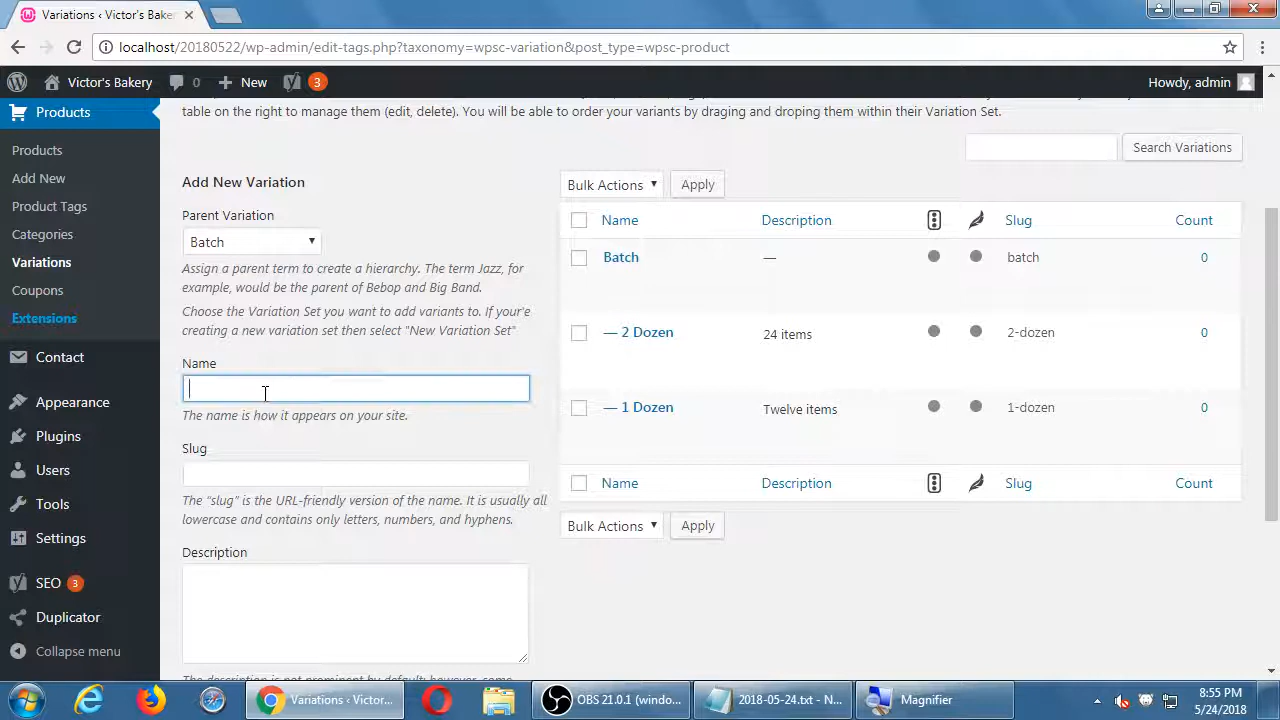 Variations ‹ Victor's Baker
localhost/20180522/wp-admin/edit-tags.php?taxonomy=wpsc-variation&post_type=wpsc-product
Victor's Bakery
0
New
3
Howdy, admin
Products
Products
Add New
Product Tags
Categories
Variations
Coupons
Extensions
Contact
Appearance
Plugins
Users
Tools
Settings
SEO 3
Duplicator
Collapse menu
table on the right to manage them (edit, delete). You will be able to order your variants by draging and droping them within their Variation Set.
Search Variations
Add New Variation
Parent Variation
Batch
Assign a parent term to create a hierarchy. The term Jazz, for
example, would be the parent of Bebop and Big Band.
Choose the Variation Set you want to add variants to. If your'e
creating a new variation set then select "New Variation Set"
Name
The name is how it appears on your site.
Slug
The “slug” is the URL-friendly version of the name. It is usually all
lowercase and contains only letters, numbers, and hyphens.
Description
Bulk Actions Apply
Name Description Slug Count
Batch — batch 0
— 2 Dozen 24 items 2-dozen 0
— 1 Dozen Twelve items 1-dozen 0
Name Description Slug Count
Bulk Actions Apply
Variations ‹ Victor...
OBS 21.0.1 (windo...
2018-05-24.txt - N...
Magnifier
8:55 PM
5/24/2018